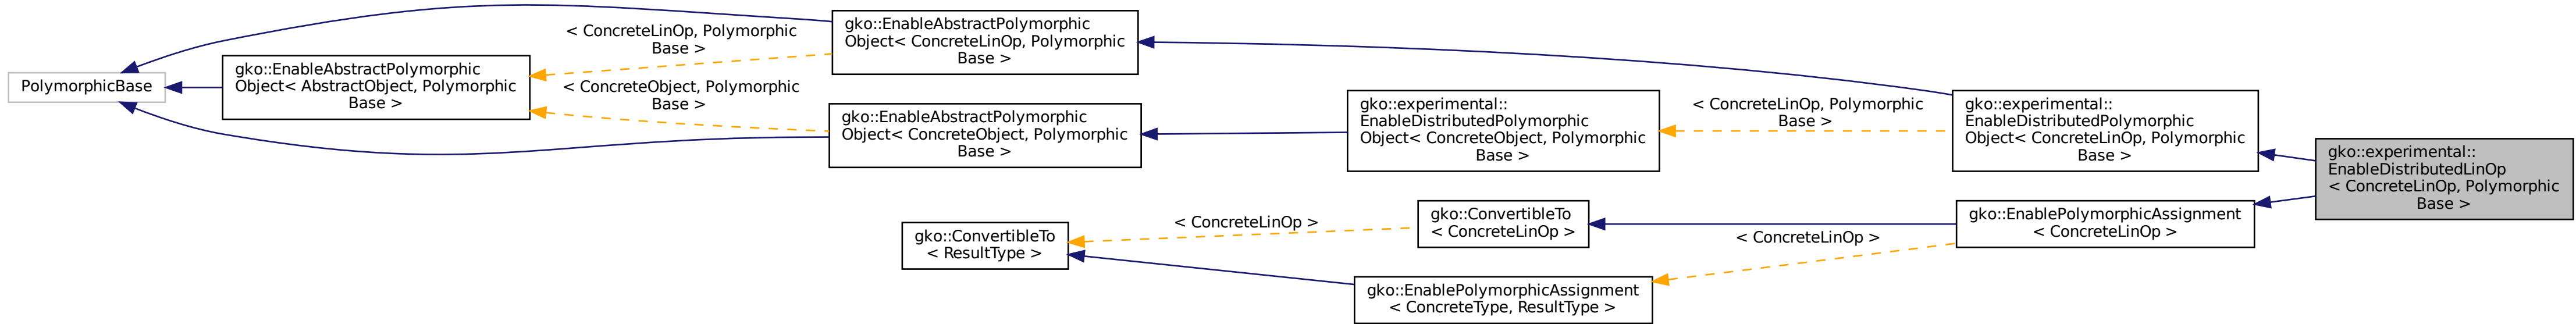 PolymorphicBase
gko::EnableAbstractPolymorphic
Object< AbstractObject, Polymorphic
Base >
< ConcreteLinOp, Polymorphic
Base >
< ConcreteObject, Polymorphic
Base >
gko::EnableAbstractPolymorphic
Object< ConcreteLinOp, Polymorphic
Base >
gko::EnableAbstractPolymorphic
Object< ConcreteObject, Polymorphic
Base >
gko::ConvertibleTo
< ResultType >
< ConcreteLinOp >
gko::experimental::
EnableDistributedPolymorphic
Object< ConcreteObject, Polymorphic
Base >
gko::ConvertibleTo
< ConcreteLinOp >
gko::EnablePolymorphicAssignment
< ConcreteType, ResultType >
< ConcreteLinOp, Polymorphic
Base >
< ConcreteLinOp >
gko::experimental::
EnableDistributedPolymorphic
Object< ConcreteLinOp, Polymorphic
Base >
gko::EnablePolymorphicAssignment
< ConcreteLinOp >
gko::experimental::
EnableDistributedLinOp
< ConcreteLinOp, Polymorphic
Base >